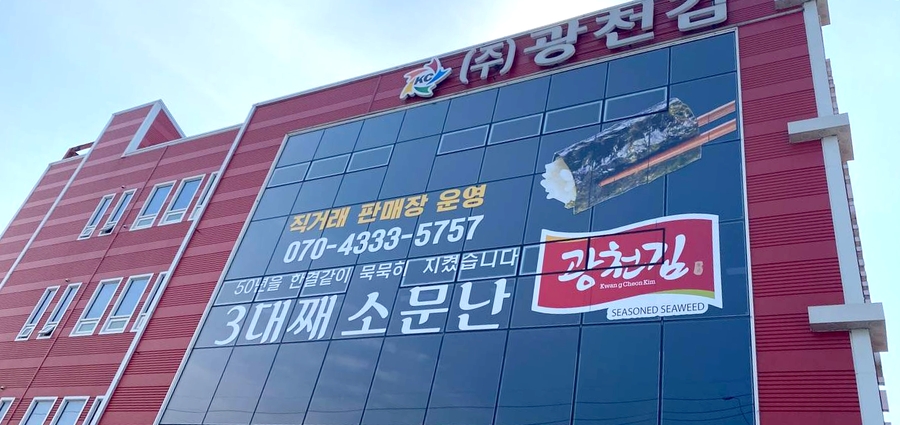 KC (주)광천김
직거래 판매장 운영
070-4333-5757
50년을 한결같이 묵묵히 지켰습니다
3대째 소문난
광천김
Kwang Cheon Kim
SEASONED SEAWEED